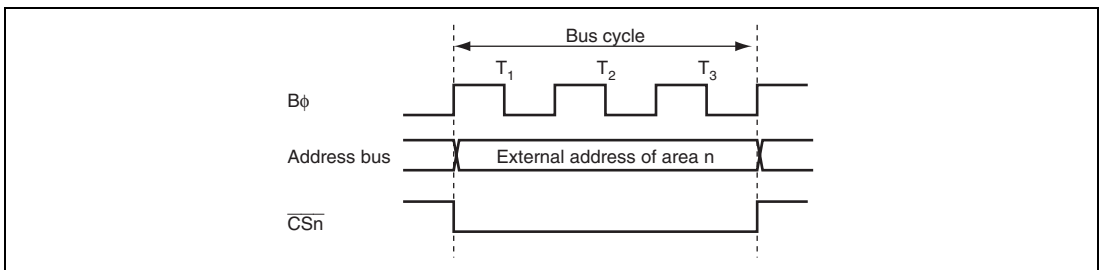 Bus cycle
T1 T2 T3
Bϕ
Address bus External address of area n
CSn